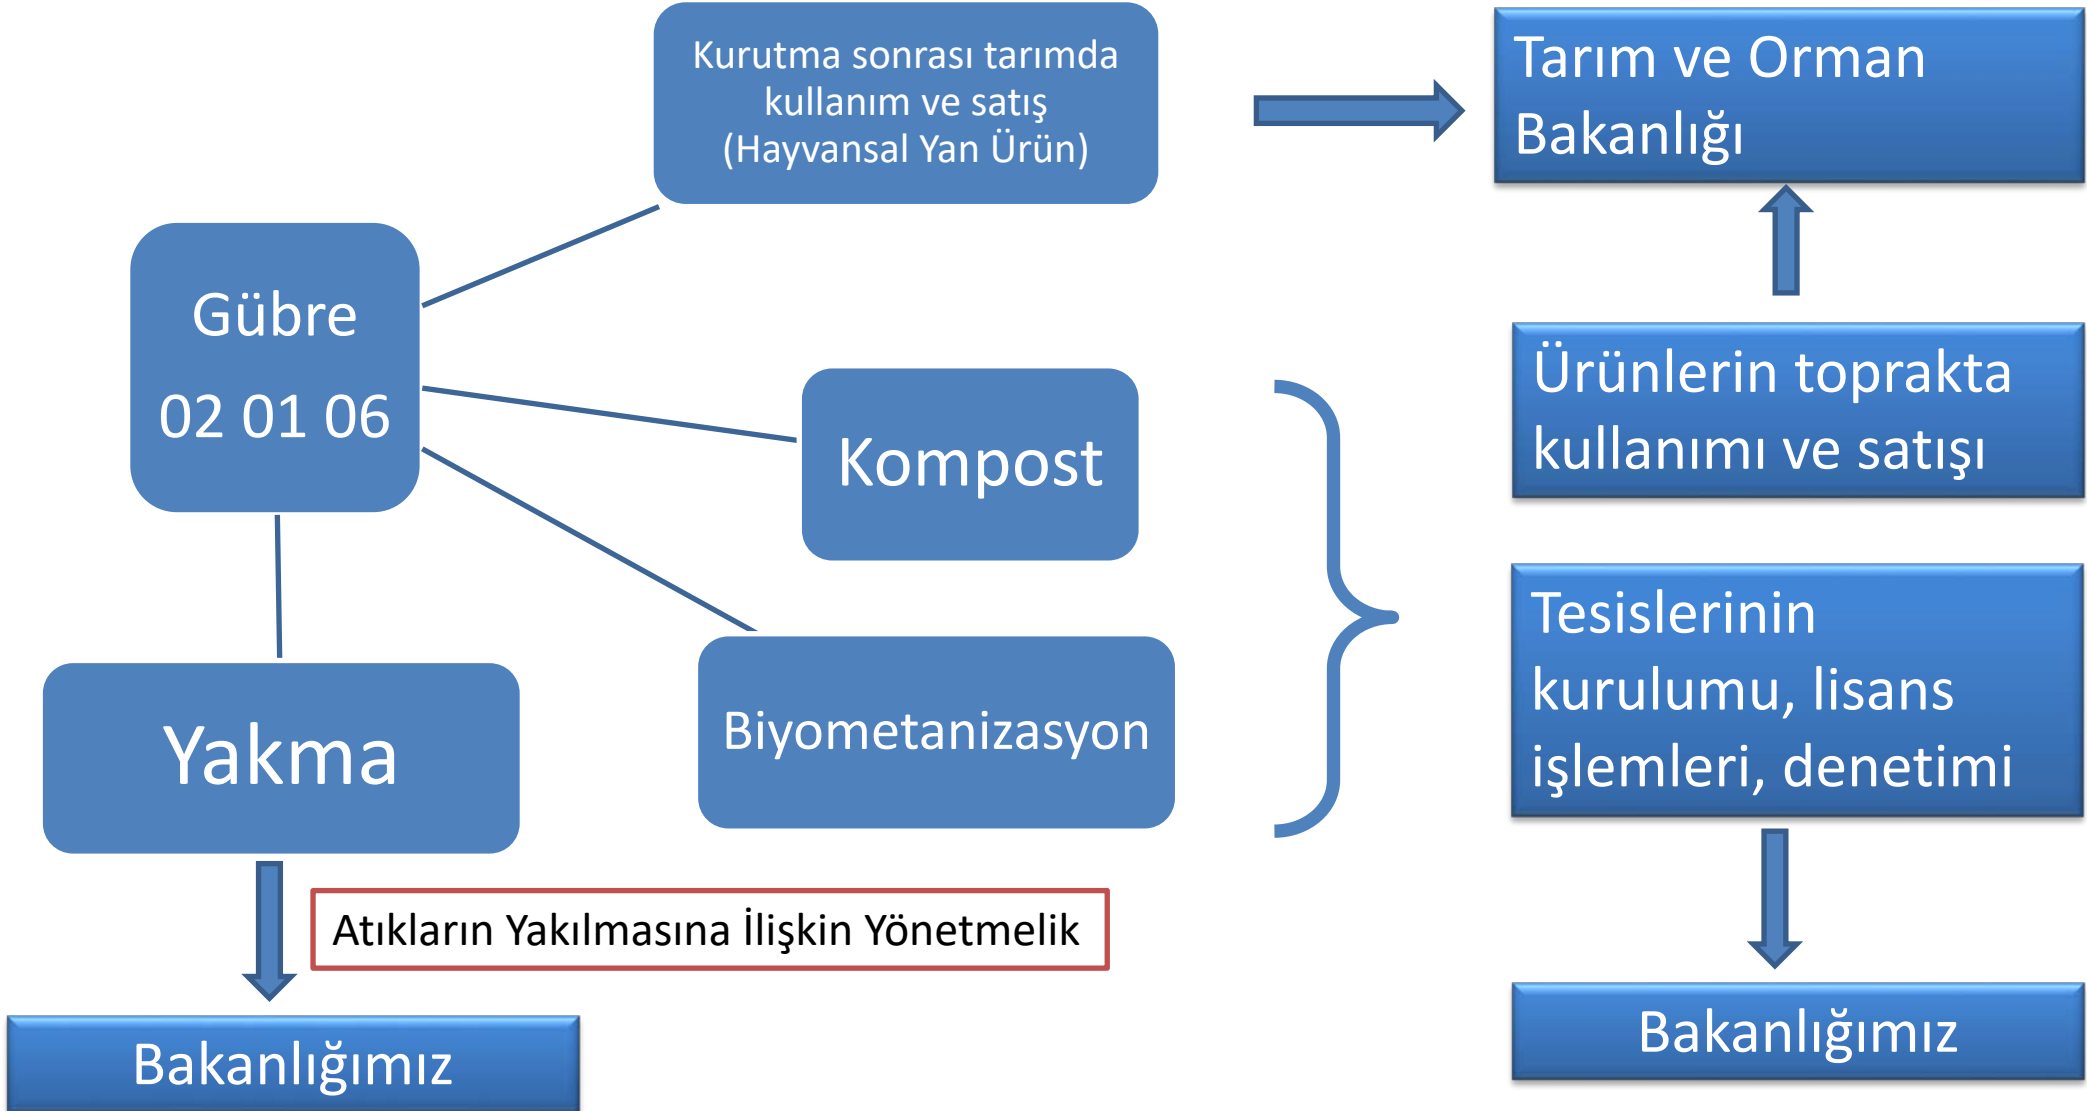 Kurutma sonrası tarımda
kullanım ve satış
(Hayvansal Yan Ürün)
Tarım ve Orman
Bakanlığı
Gübre
02 01 06
Kompost
Ürünlerin toprakta
kullanımı ve satışı
Yakma
Biyometanizasyon
Tesislerinin
kurulumu, lisans
işlemleri, denetimi
Atıkların Yakılmasına İlişkin Yönetmelik
Bakanlığımız
Bakanlığımız